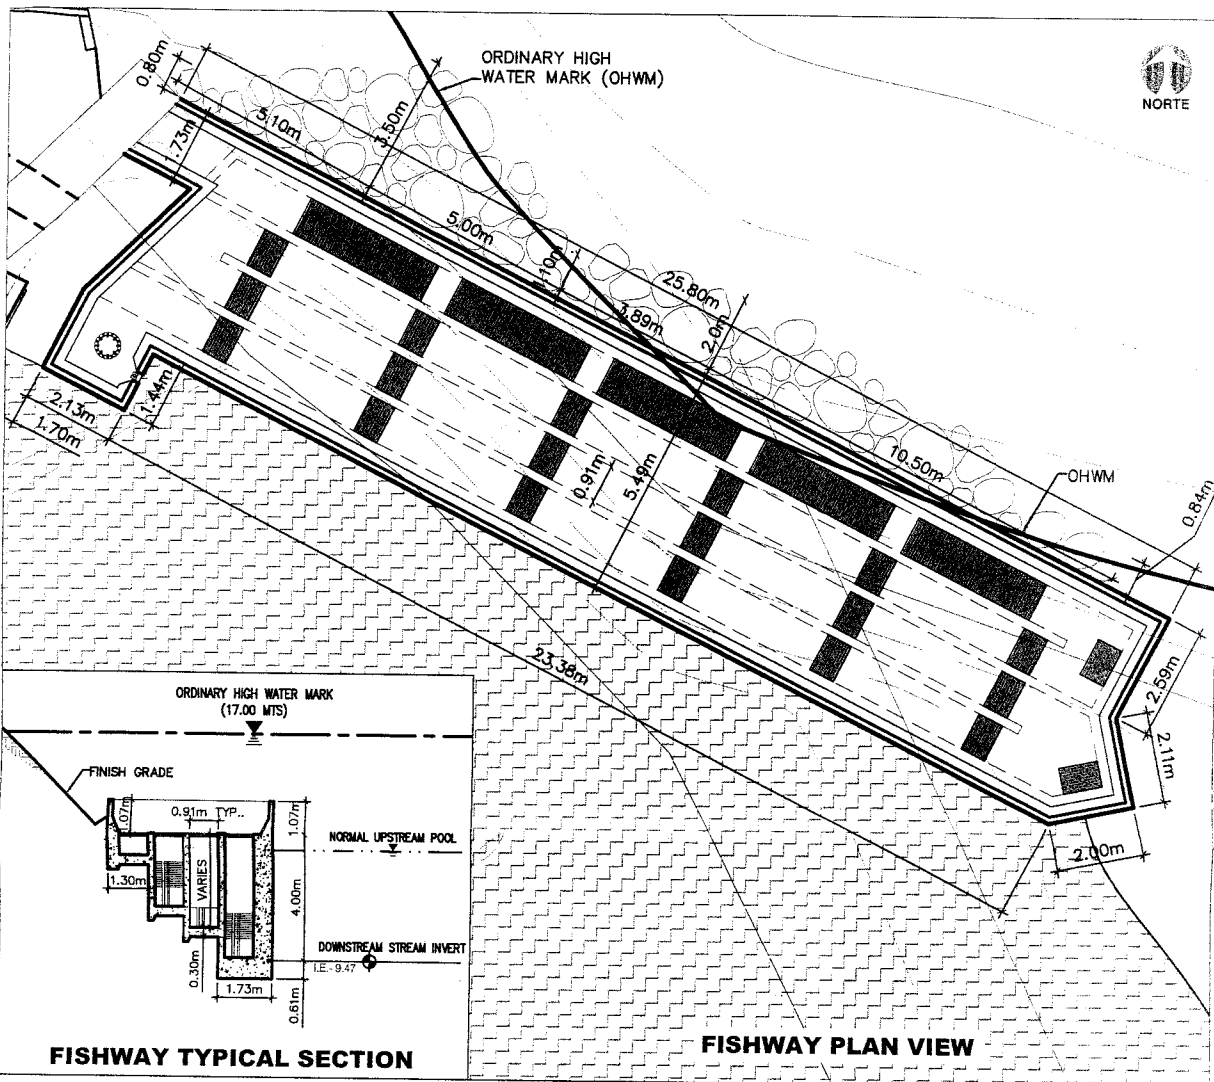 ORDINARY HIGH
WATER MARK (OHWM)
NORTE
0.80m
5.10m
3.50m
1.73m
5.00m
1.10m
25.80m
3.89m
2.0m
10.50m
OHWM
0.84m
2.13m
1.70m
1.44m
0.91m
5.49m
23.38m
2.59m
2.11m
2.00m
FISHWAY PLAN VIEW
ORDINARY HIGH WATER MARK
(17.00 MTS)
FINISH GRADE
1.07m
0.91m TYP..
1.07m
NORMAL UPSTREAM POOL
1.30m
VARIES
4.00m
DOWNSTREAM STREAM INVERT
I.E.- 9.47
0.30m
1.73m
0.61m
FISHWAY TYPICAL SECTION